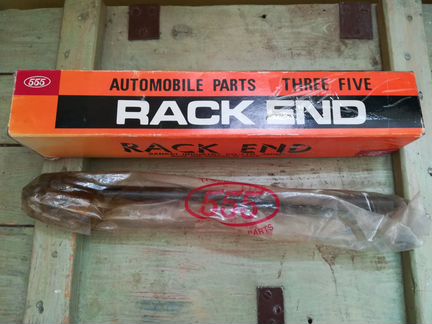 555
AUTOMOBILE PARTS THREE FIVE
RACK END
RACK END
555
PARTS